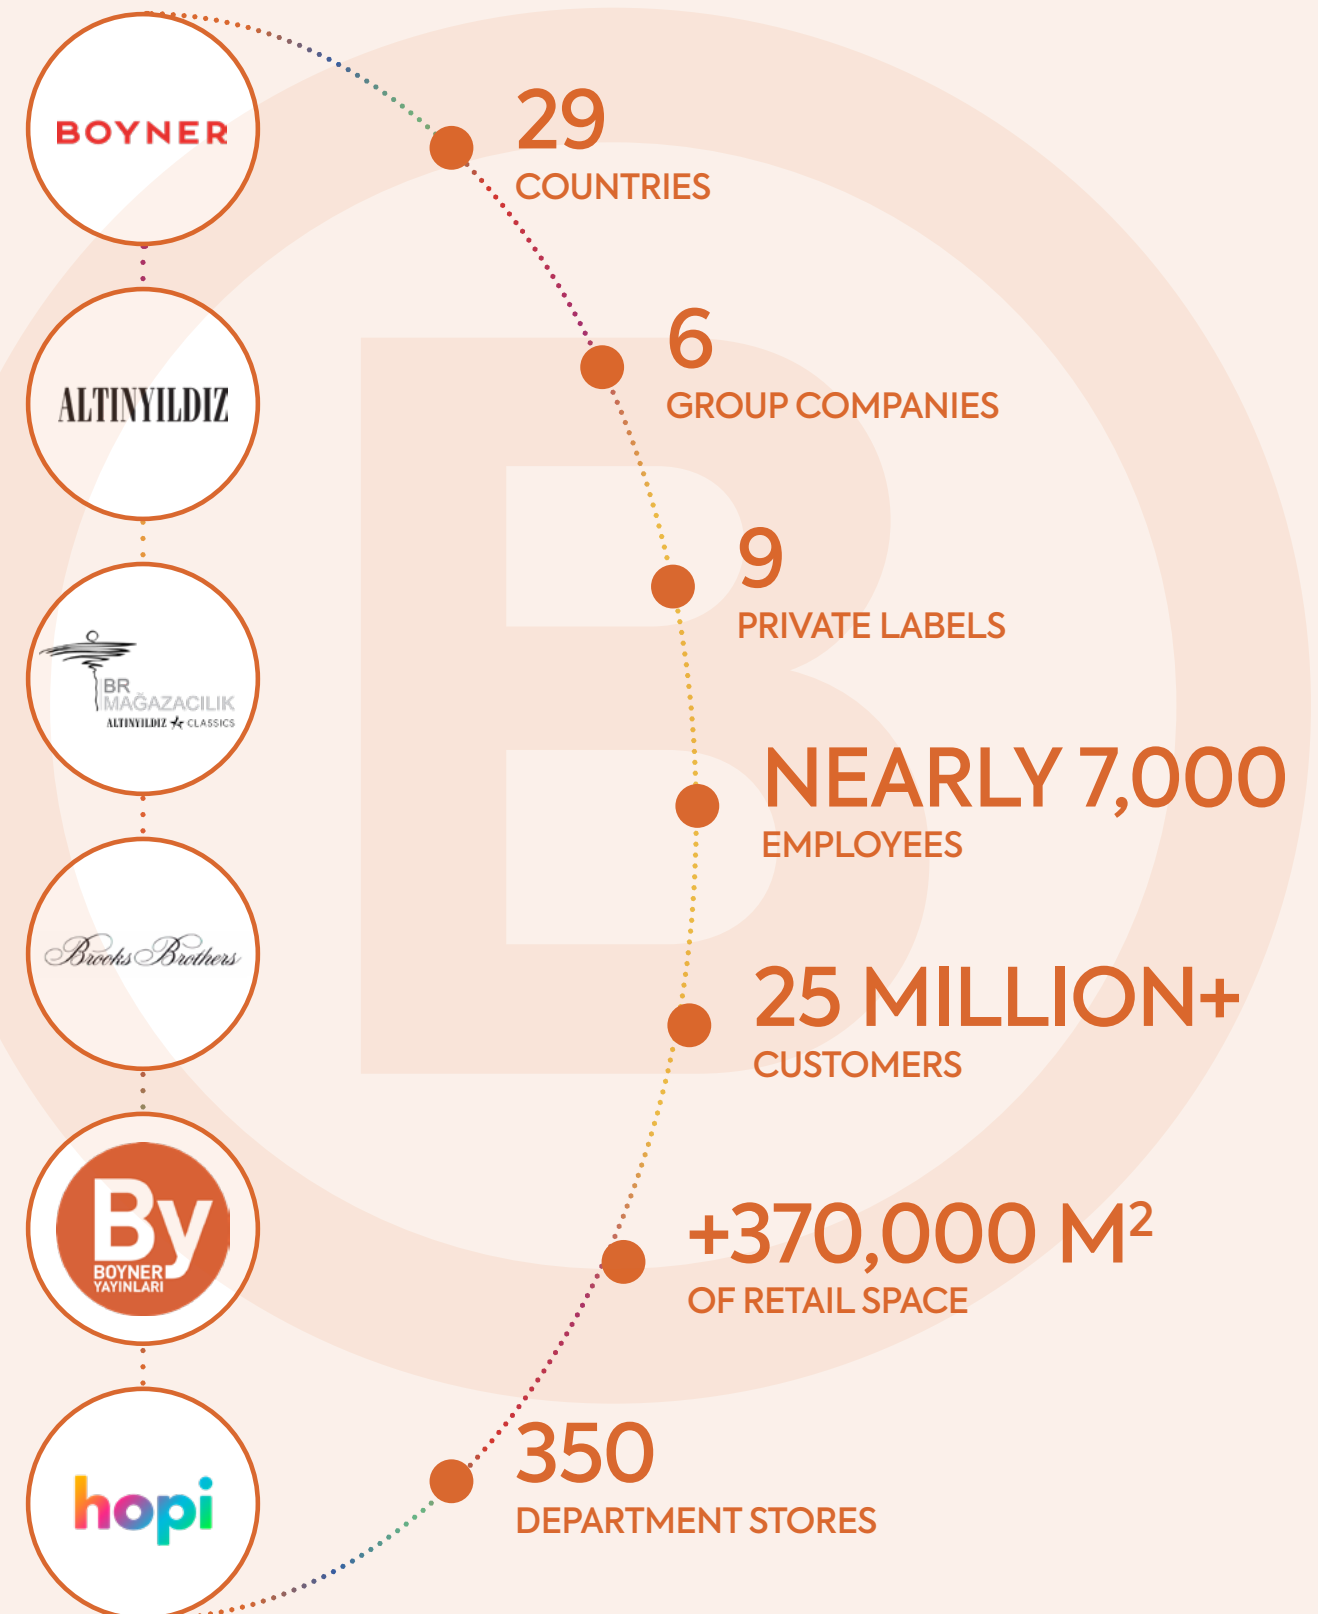 BOYNER
ALTINYILDIZ
BR
MAĞAZACILIK
ALTINYILDIZ CLASSICS
Brooks Brothers
By
BOYNER
YAYINLARI
hopi
29
COUNTRIES
6
GROUP COMPANIES
9
PRIVATE LABELS
NEARLY 7,000
EMPLOYEES
25 MILLION+
CUSTOMERS
+370,000 M²
OF RETAIL SPACE
350
DEPARTMENT STORES
B